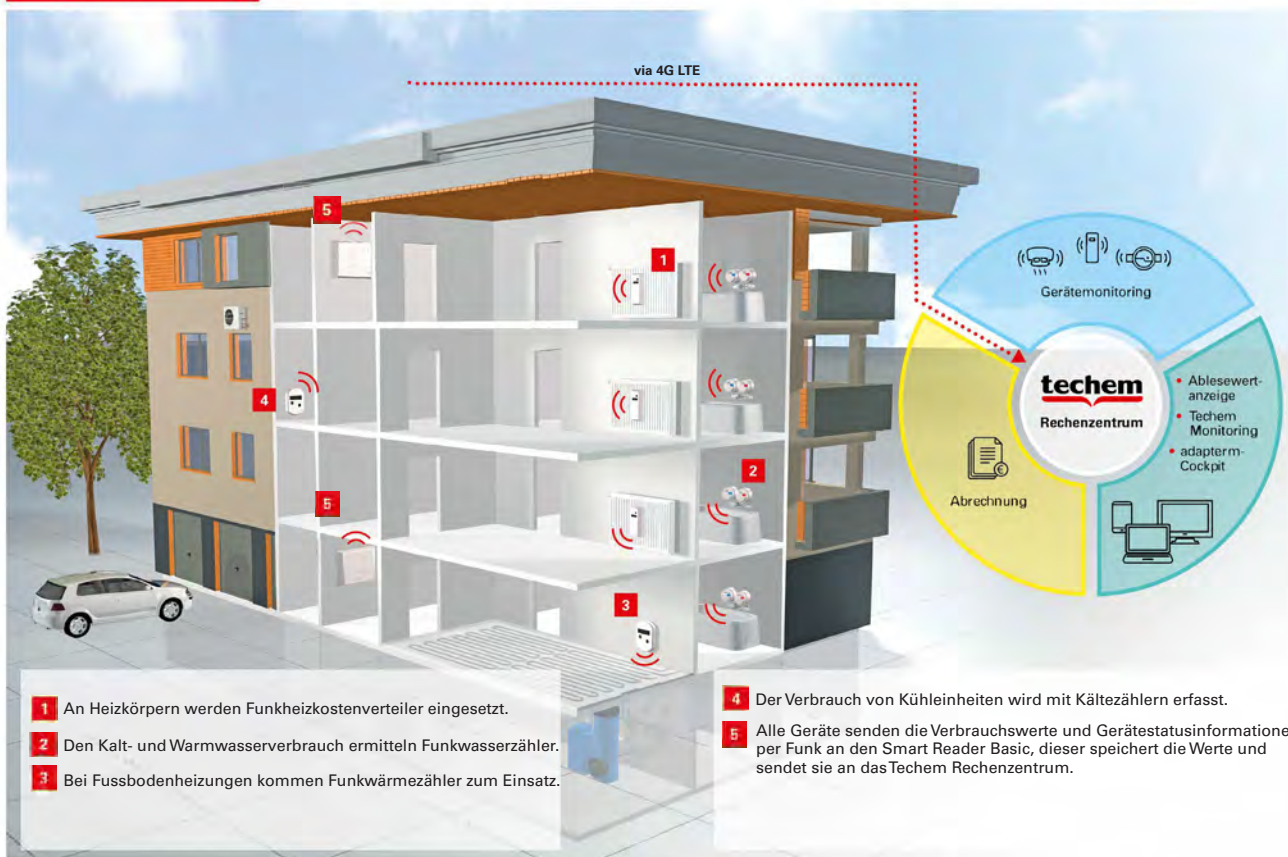 via 4G LTE
5
1
4
2
5
3
Gerätemonitoring
techem
Rechenzentrum
• Ablesewert-
anzeige
• Techem
Monitoring
• adapterm-
Cockpit
Abrechnung
€
1 An Heizkörpern werden Funkheizkostenverteiler eingesetzt.
2 Den Kalt- und Warmwasserverbrauch ermitteln Funkwasserzähler.
3 Bei Fussbodenheizungen kommen Funkwärmezähler zum Einsatz.
4 Der Verbrauch von Kühleinheiten wird mit Kältezählern erfasst.
5 Alle Geräte senden die Verbrauchswerte und Gerätestatusinformatione
per Funk an den Smart Reader Basic, dieser speichert die Werte und
sendet sie an das Techem Rechenzentrum.